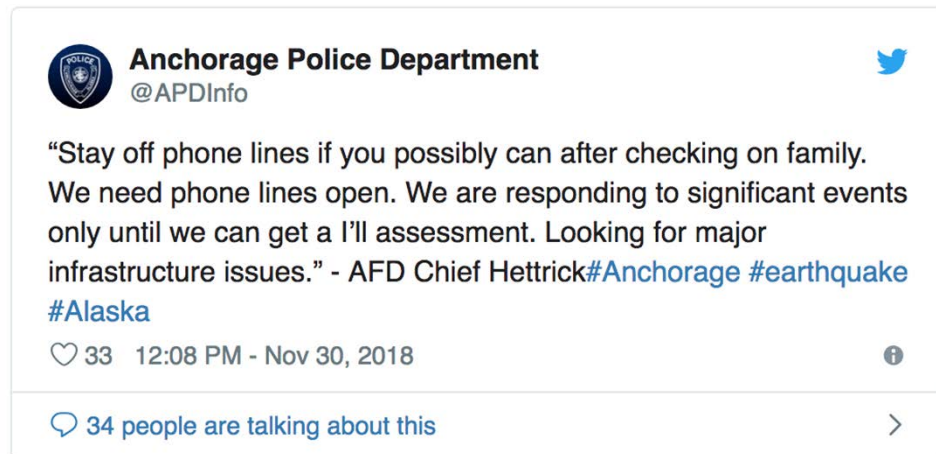 POLICE
Anchorage Police Department
@APDInfo
“Stay off phone lines if you possibly can after checking on family.
We need phone lines open. We are responding to significant events
only until we can get a I’ll assessment. Looking for major
infrastructure issues.” - AFD Chief Hettrick#Anchorage #earthquake
#Alaska
33 12:08 PM - Nov 30, 2018
34 people are talking about this